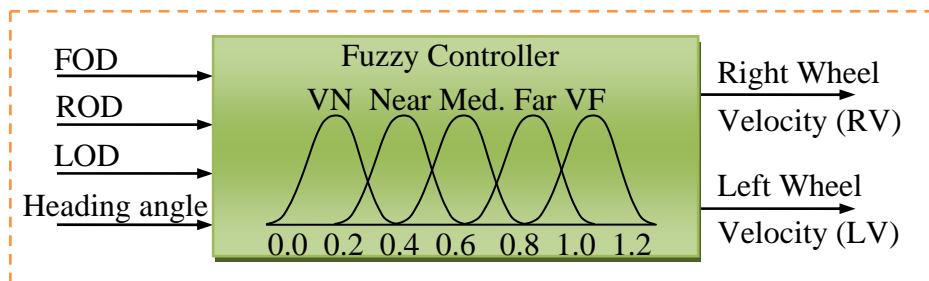 FOD
ROD
LOD
Heading angle
Fuzzy Controller
VN Near Med. Far VF
0.0 0.2 0.4 0.6 0.8 1.0 1.2
Right Wheel
Velocity (RV)
Left Wheel
Velocity (LV)